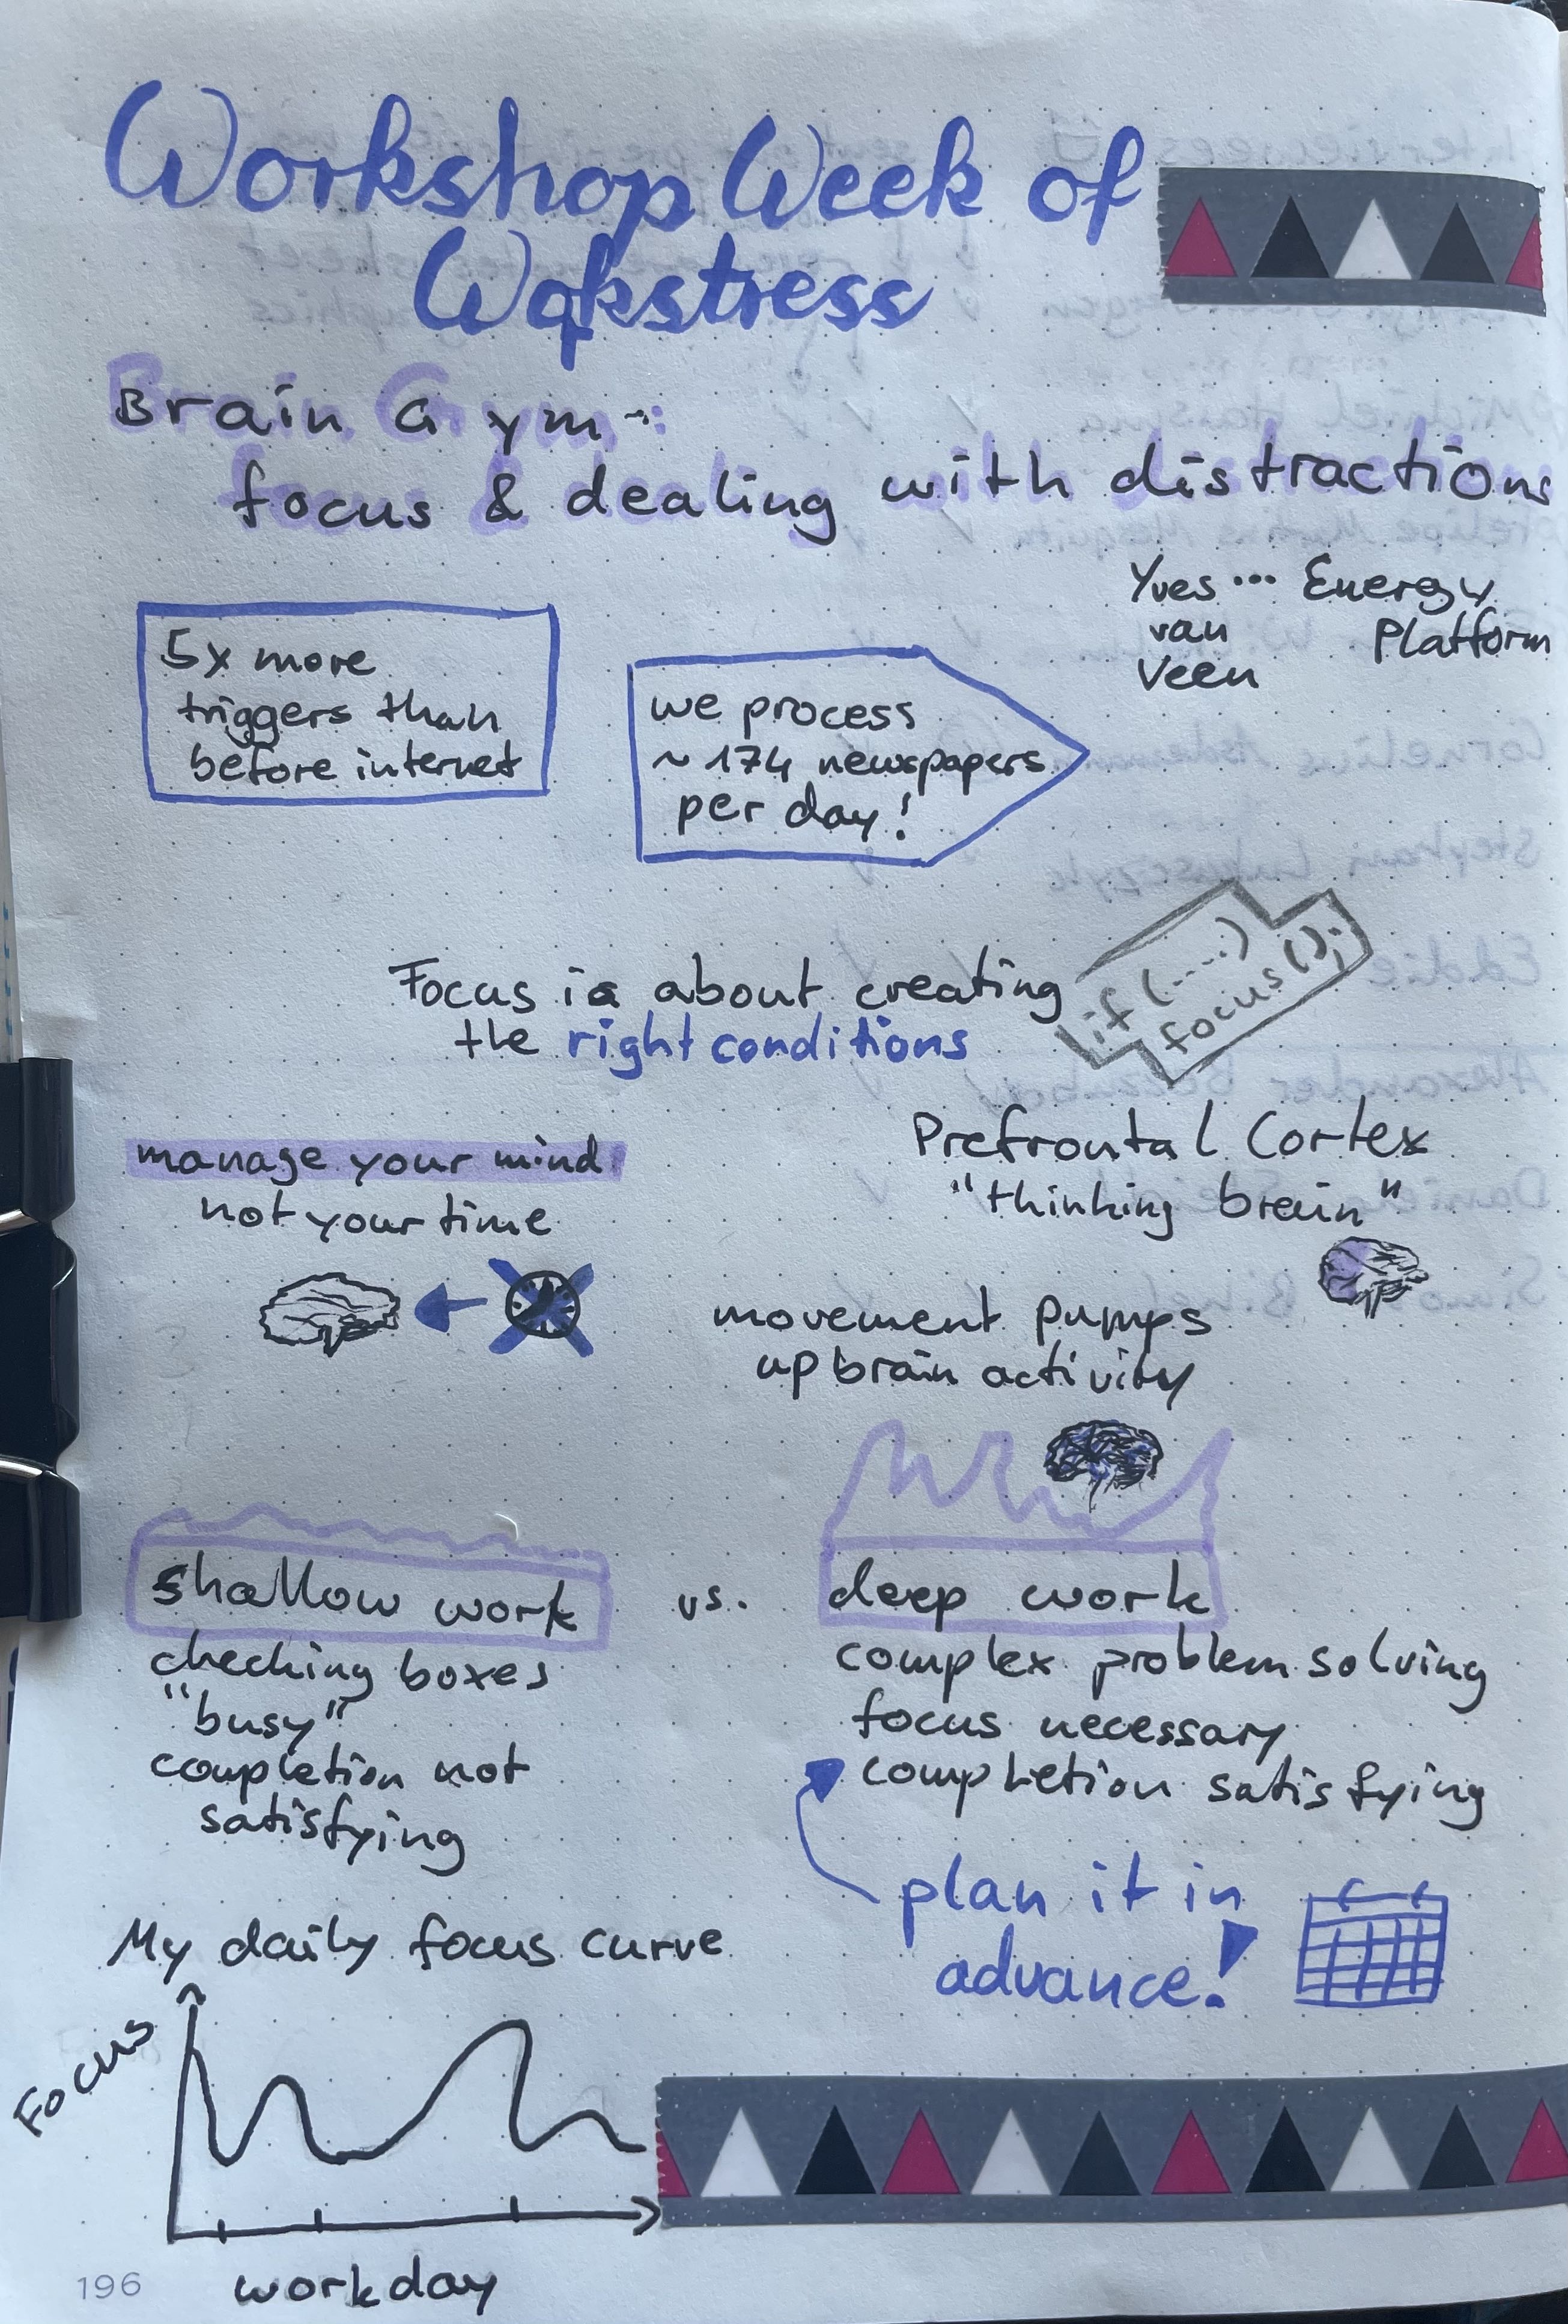 Workshop Week of
Workstress
Brain Gym:
focus & dealing with distractions
Yves ... Energy
van Platform
Veen
5x more
triggers than
before internet
we process
~174 newspapers
per day!
Focus is about creating
the right conditions
if (....)
focus();
manage your mind
not your time
Prefrontal Cortex
"thinking brain"
movement pumps
up brain activity
shallow work vs. deep work
checking boxes
"busy"
completion not
satisfying
complex problem solving
focus necessary
completion satisfying
plan it in
advance!
My daily focus curve
Focus
workday
196